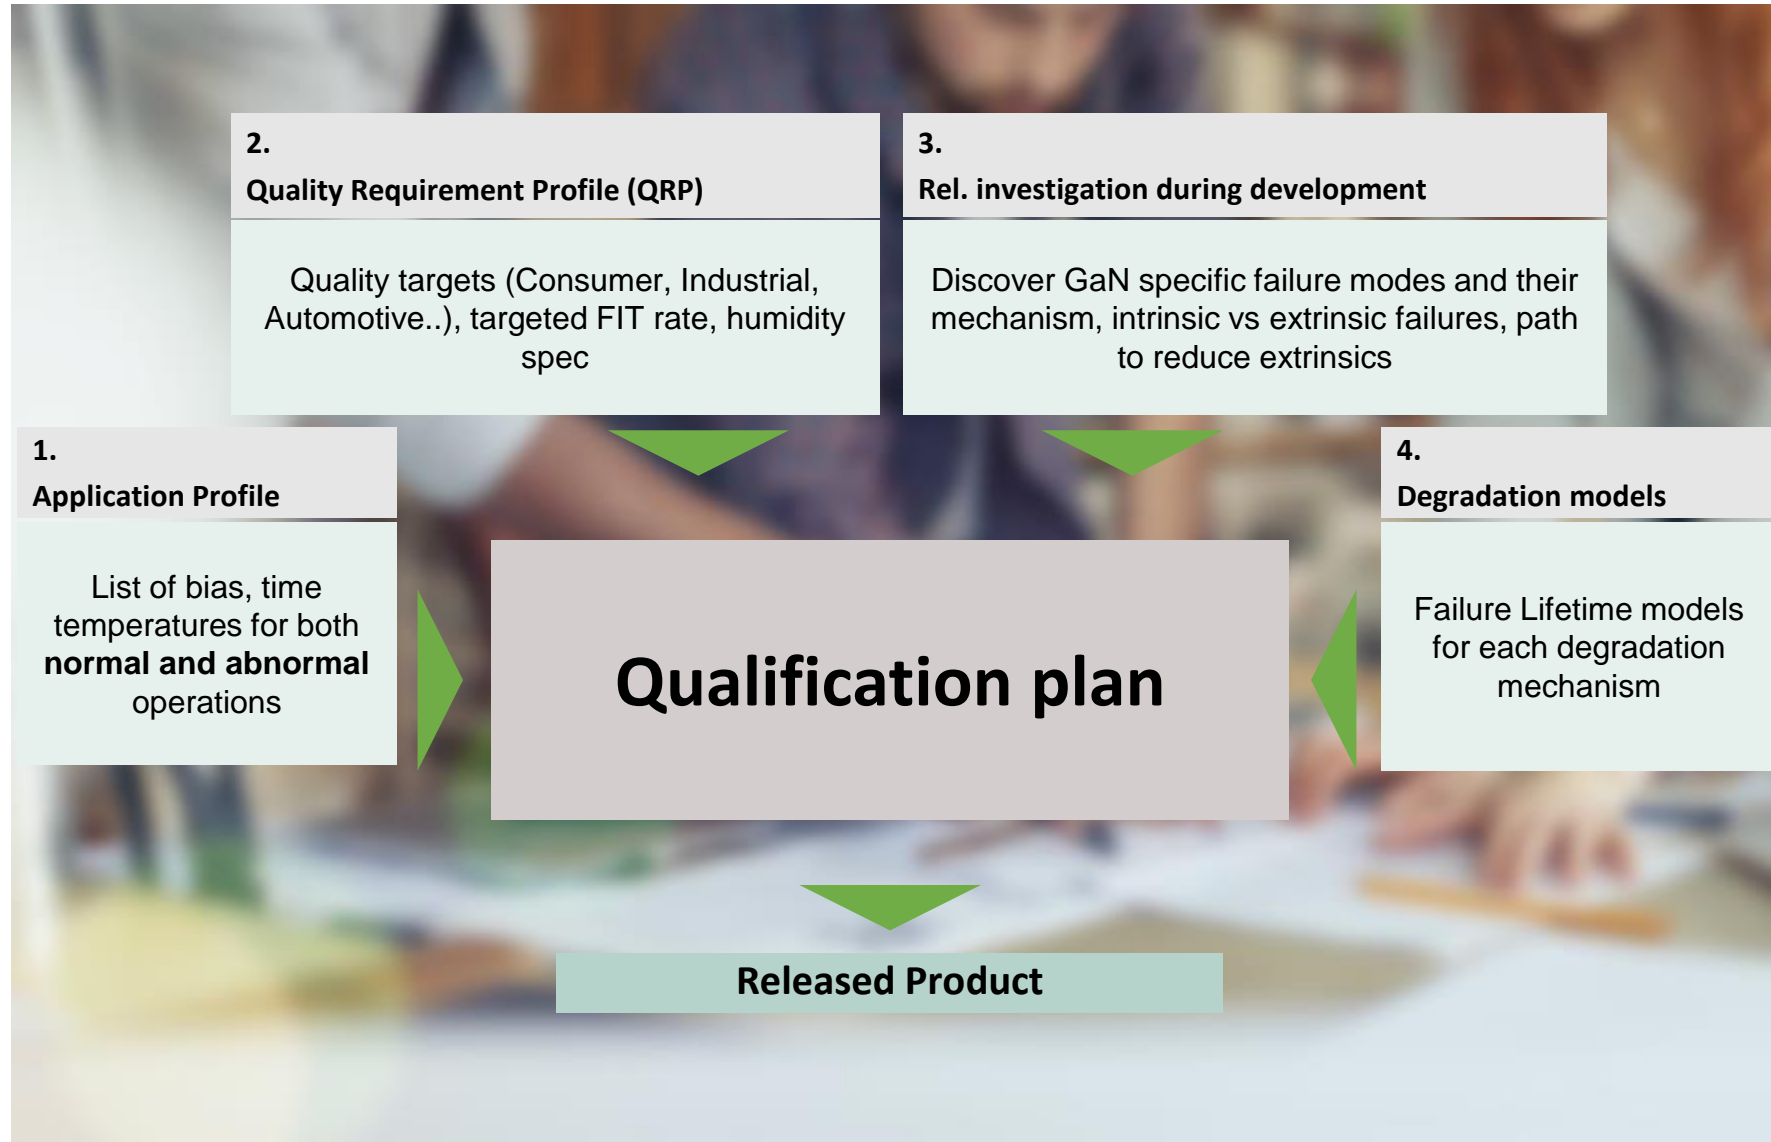 2.
Quality Requirement Profile (QRP)
Quality targets (Consumer, Industrial,
Automotive..), targeted FIT rate, humidity
spec
3.
Rel. investigation during development
Discover GaN specific failure modes and their
mechanism, intrinsic vs extrinsic failures, path
to reduce extrinsics
1.
Application Profile
List of bias, time
temperatures for both
normal and abnormal
operations
4.
Degradation models
Failure Lifetime models
for each degradation
mechanism
Qualification plan
Released Product